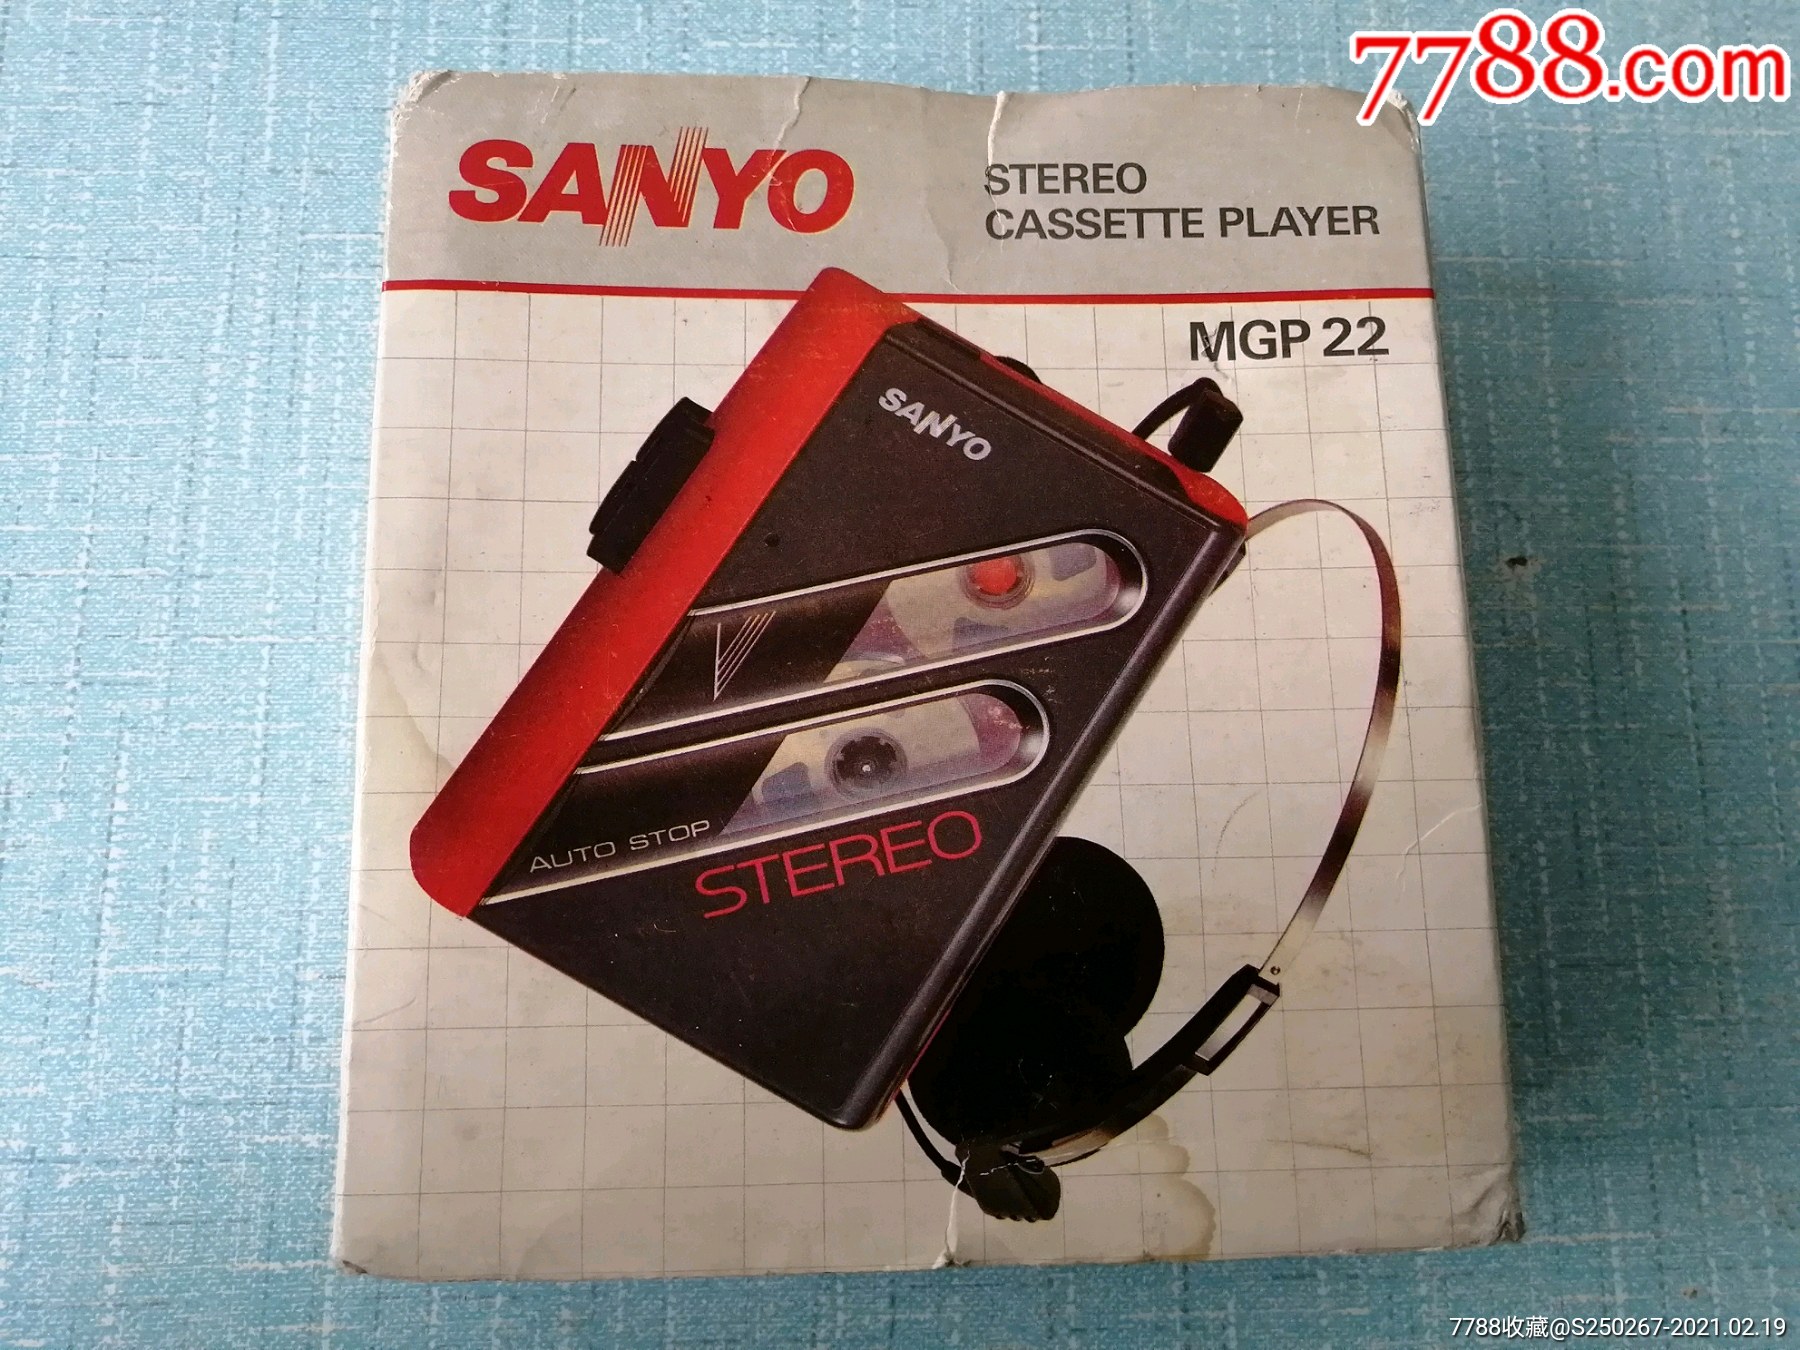 7788.com
SANYO
STEREO
CASSETTE PLAYER
MGP 22
SANYO
AUTO STOP
STEREO
7788收藏@S250267-2021.02.19